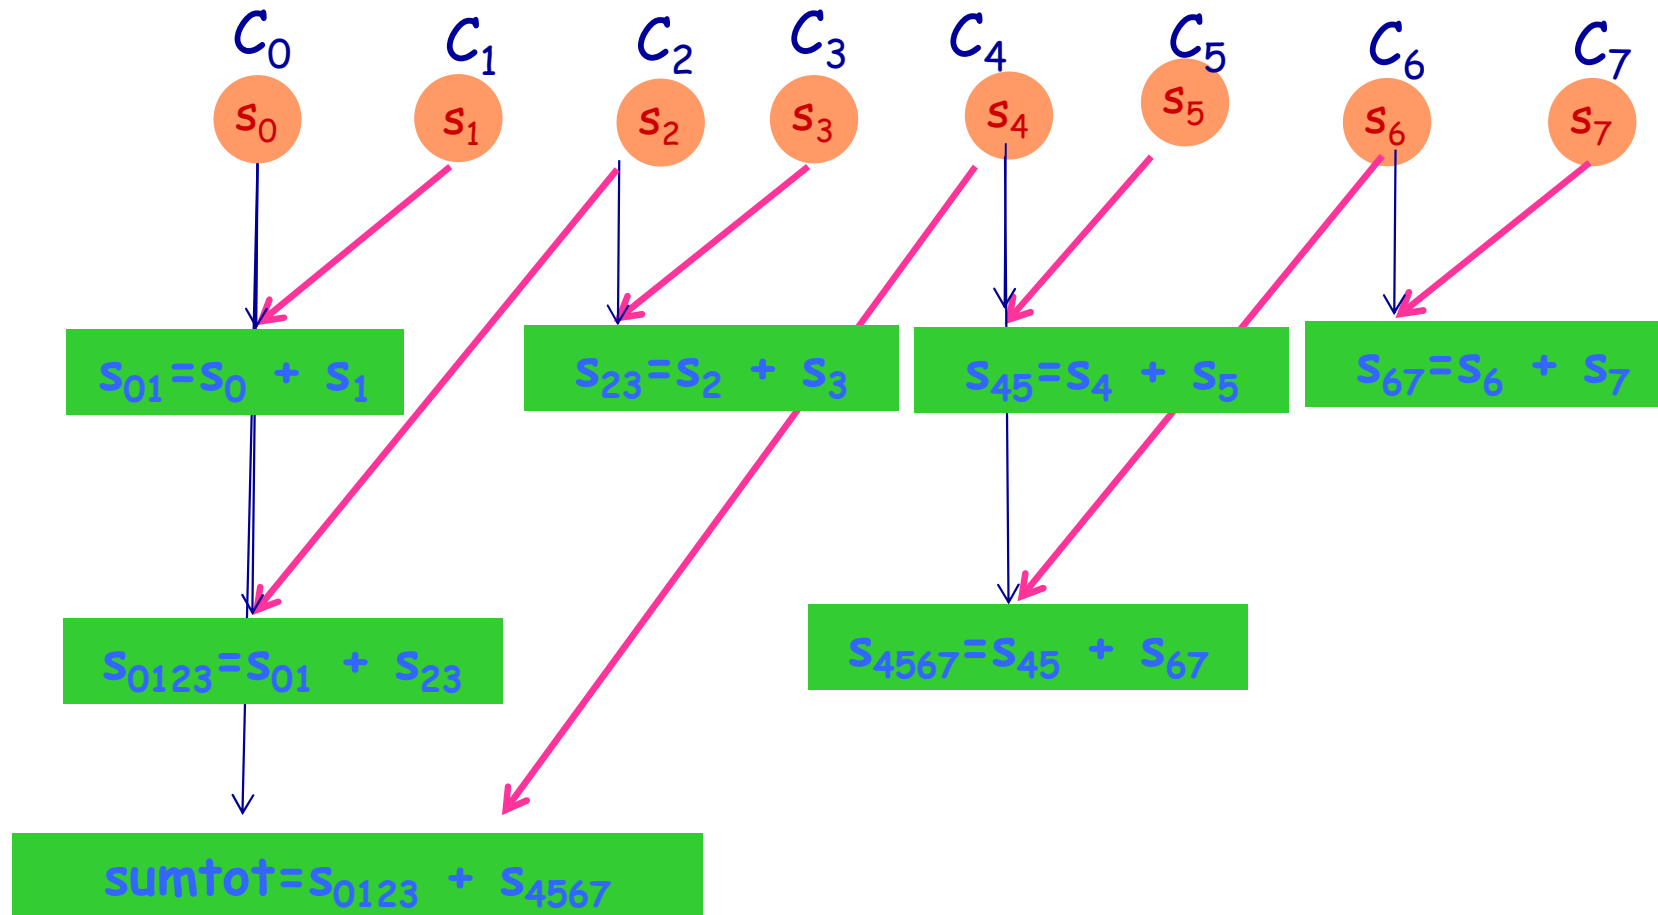 C₀ C₁ C₂ C₃ C₄ C₅ C₆ C₇
s₀ s₁ s₂ s₃ s₄ s₅ s₆ s₇
s₀₁=s₀ + s₁
s₂₃=s₂ + s₃
s₄₅=s₄ + s₅
s₆₇=s₆ + s₇
s₀₁₂₃=s₀₁ + s₂₃
s₄₅₆₇=s₄₅ + s₆₇
sumtot=s₀₁₂₃ + s₄₅₆₇